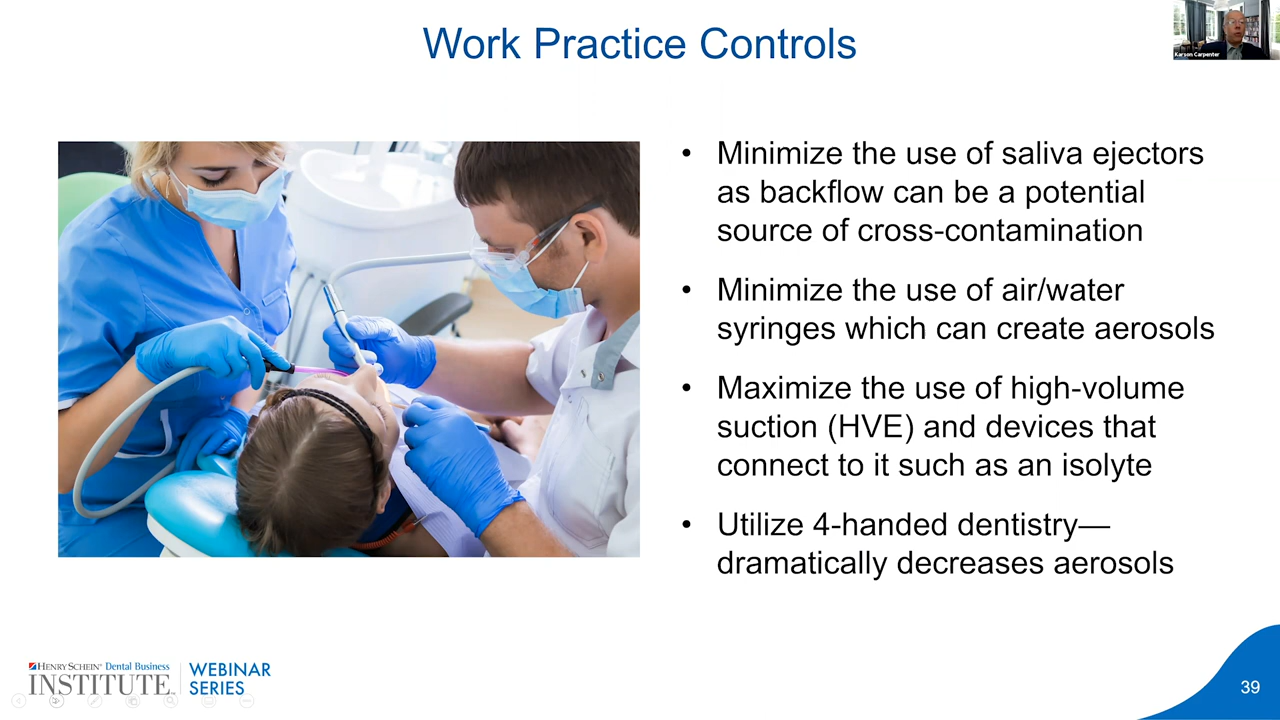 Work Practice Controls
Karson Carpenter
• Minimize the use of saliva ejectors
as backflow can be a potential
source of cross-contamination
• Minimize the use of air/water
syringes which can create aerosols
• Maximize the use of high-volume
suction (HVE) and devices that
connect to it such as an isolyte
• Utilize 4-handed dentistry—
dramatically decreases aerosols
HENRY SCHEIN® Dental Business
INSTITUTE™
WEBINAR
SERIES
39